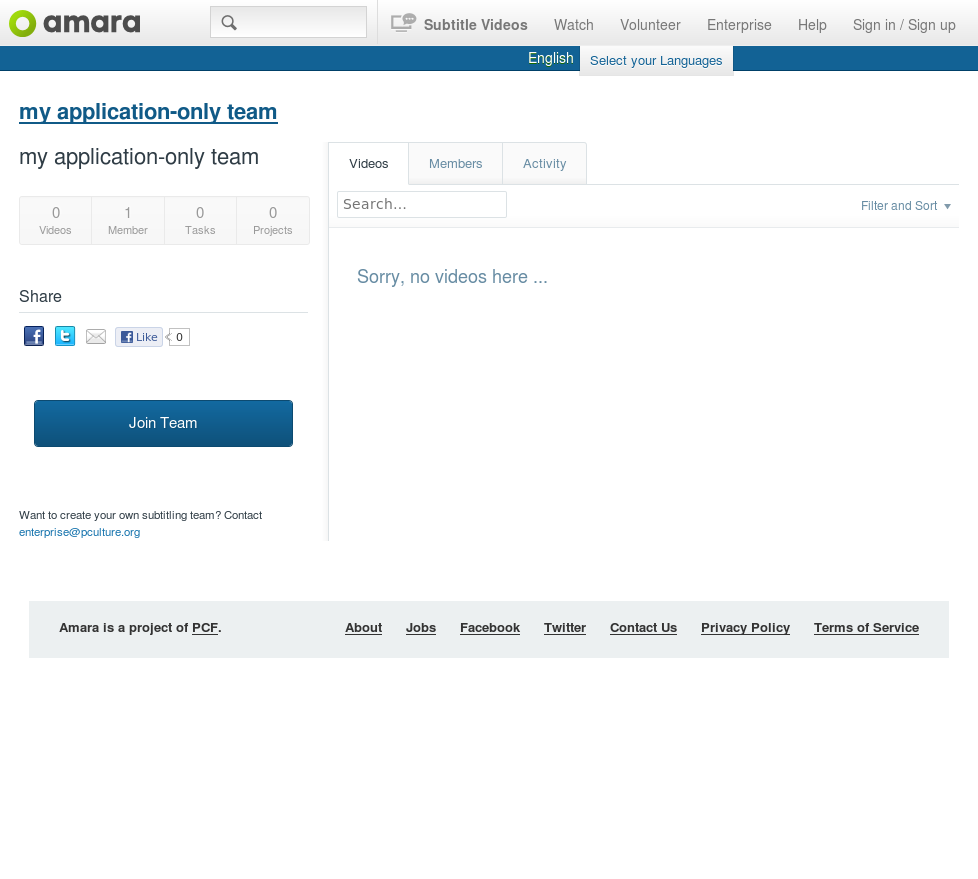 amara
Subtitle Videos Watch Volunteer Enterprise Help Sign in / Sign up
English Select your Languages
my application-only team
my application-only team
0 1 0 0
Videos Member Tasks Projects
Share
Like 0
Join Team
Want to create your own subtitling team? Contact
enterprise@pculture.org
Videos Members Activity
Search... Filter and Sort
Sorry, no videos here ...
Amara is a project of PCF. About Jobs Facebook Twitter Contact Us Privacy Policy Terms of Service